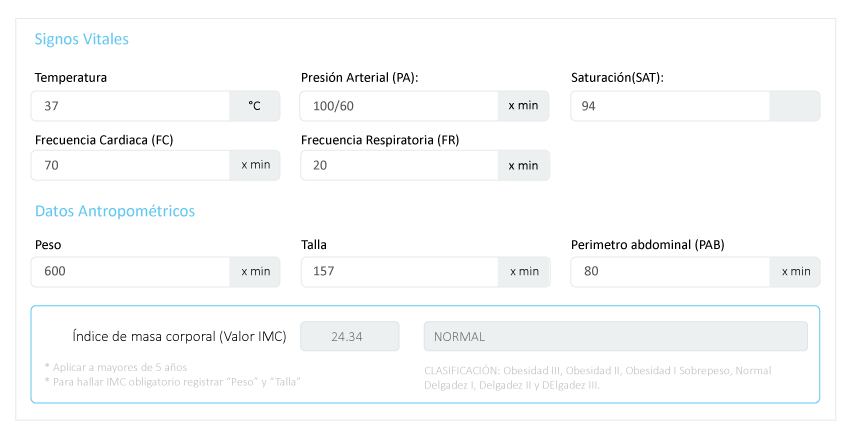 Signos Vitales
Temperatura
Presión Arterial (PA):
Saturación(SAT):
37
°C
100/60
x min
94
Frecuencia Cardiaca (FC)
Frecuencia Respiratoria (FR)
70
x min
20
x min
Datos Antropométricos
Peso
Talla
Perimetro abdominal (PAB)
600
x min
157
x min
80
x min
Índice de masa corporal (Valor IMC)
24.34
NORMAL
* Aplicar a mayores de 5 años
* Para hallar IMC obligatorio registrar "Peso" y "Talla"
CLASIFICACIÓN: Obesidad III, Obesidad II, Obesidad I Sobrepeso, Normal
Delgadez I, Delgadez II y DElgadez III.